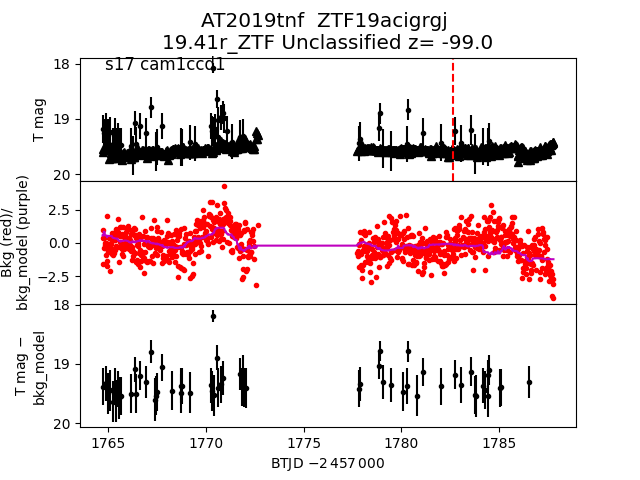 AT2019tnf  ZTF19acigrgj
19.41r_ZTF Unclassified z= -99.0
s17 cam1ccd1
18
19
20
T mag
2.5
0.0
−2.5
Bkg (red)/
bkg_model (purple)
18
19
20
T mag −
bkg_model
1765
1770
1775
1780
1785
BTJD −2 457 000